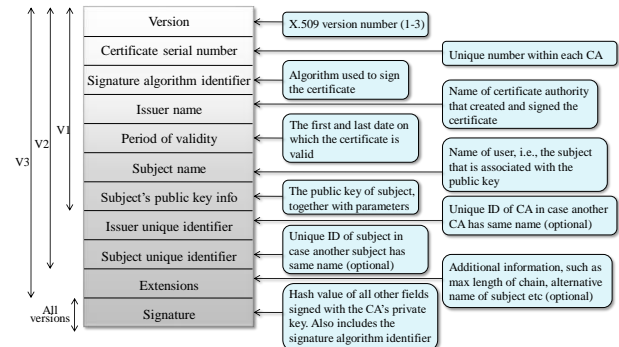 Version
X.509 version number (1-3)
Certificate serial number
Unique number within each CA
Signature algorithm identifier
Algorithm used to sign
the certificate
Issuer name
Name of certificate authority
that created and signed the
certificate
Period of validity
The first and last date on
which the certificate is
valid
Subject name
Name of user, i.e., the subject
that is associated with the
public key
Subject's public key info
The public key of subject,
together with parameters
Issuer unique identifier
Unique ID of CA in case another
CA has same name (optional)
Subject unique identifier
Unique ID of subject in
case another subject has
same name (optional)
Extensions
Additional information, such as
max length of chain, alternative
name of subject etc (optional)
Signature
Hash value of all other fields
signed with the CA's private
key. Also includes the
signature algorithm identifier
V1
V2
V3
All
versions